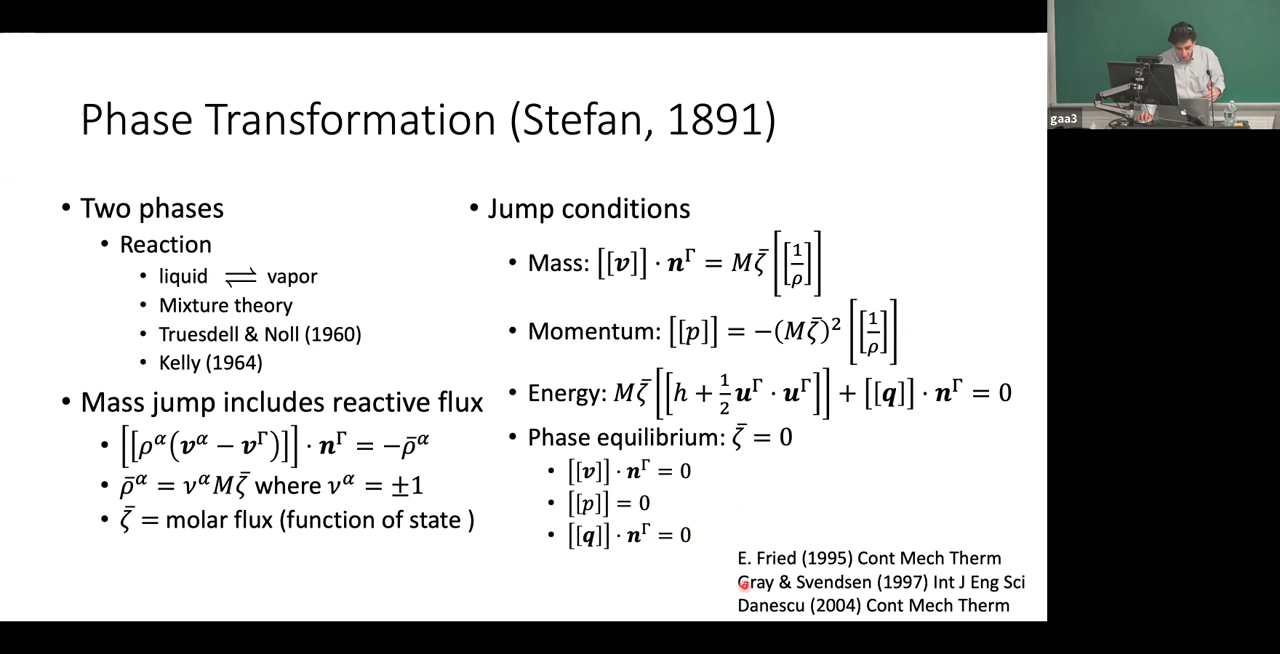 Phase Transformation (Stefan, 1891)
• Two phases
• Reaction
• liquid ⇌ vapor
• Mixture theory
• Truesdell & Noll (1960)
• Kelly (1964)
• Mass jump includes reactive flux
• [[ρ^α(v^α − v^Γ)]] · n^Γ = −ρ̄^α
• ρ̄^α = ν^α Mζ̄ where ν^α = ±1
• ζ̄ = molar flux (function of state )
• Jump conditions
• Mass: [[v]] · n^Γ = Mζ̄ [[1/ρ]]
• Momentum: [[p]] = −(Mζ̄)² [[1/ρ]]
• Energy: Mζ̄ [[h + 1/2 u^Γ · u^Γ]] + [[q]] · n^Γ = 0
• Phase equilibrium: ζ̄ = 0
• [[v]] · n^Γ = 0
• [[p]] = 0
• [[q]] · n^Γ = 0
E. Fried (1995) Cont Mech Therm
Gray & Svendsen (1997) Int J Eng Sci
Danescu (2004) Cont Mech Therm
gaa3